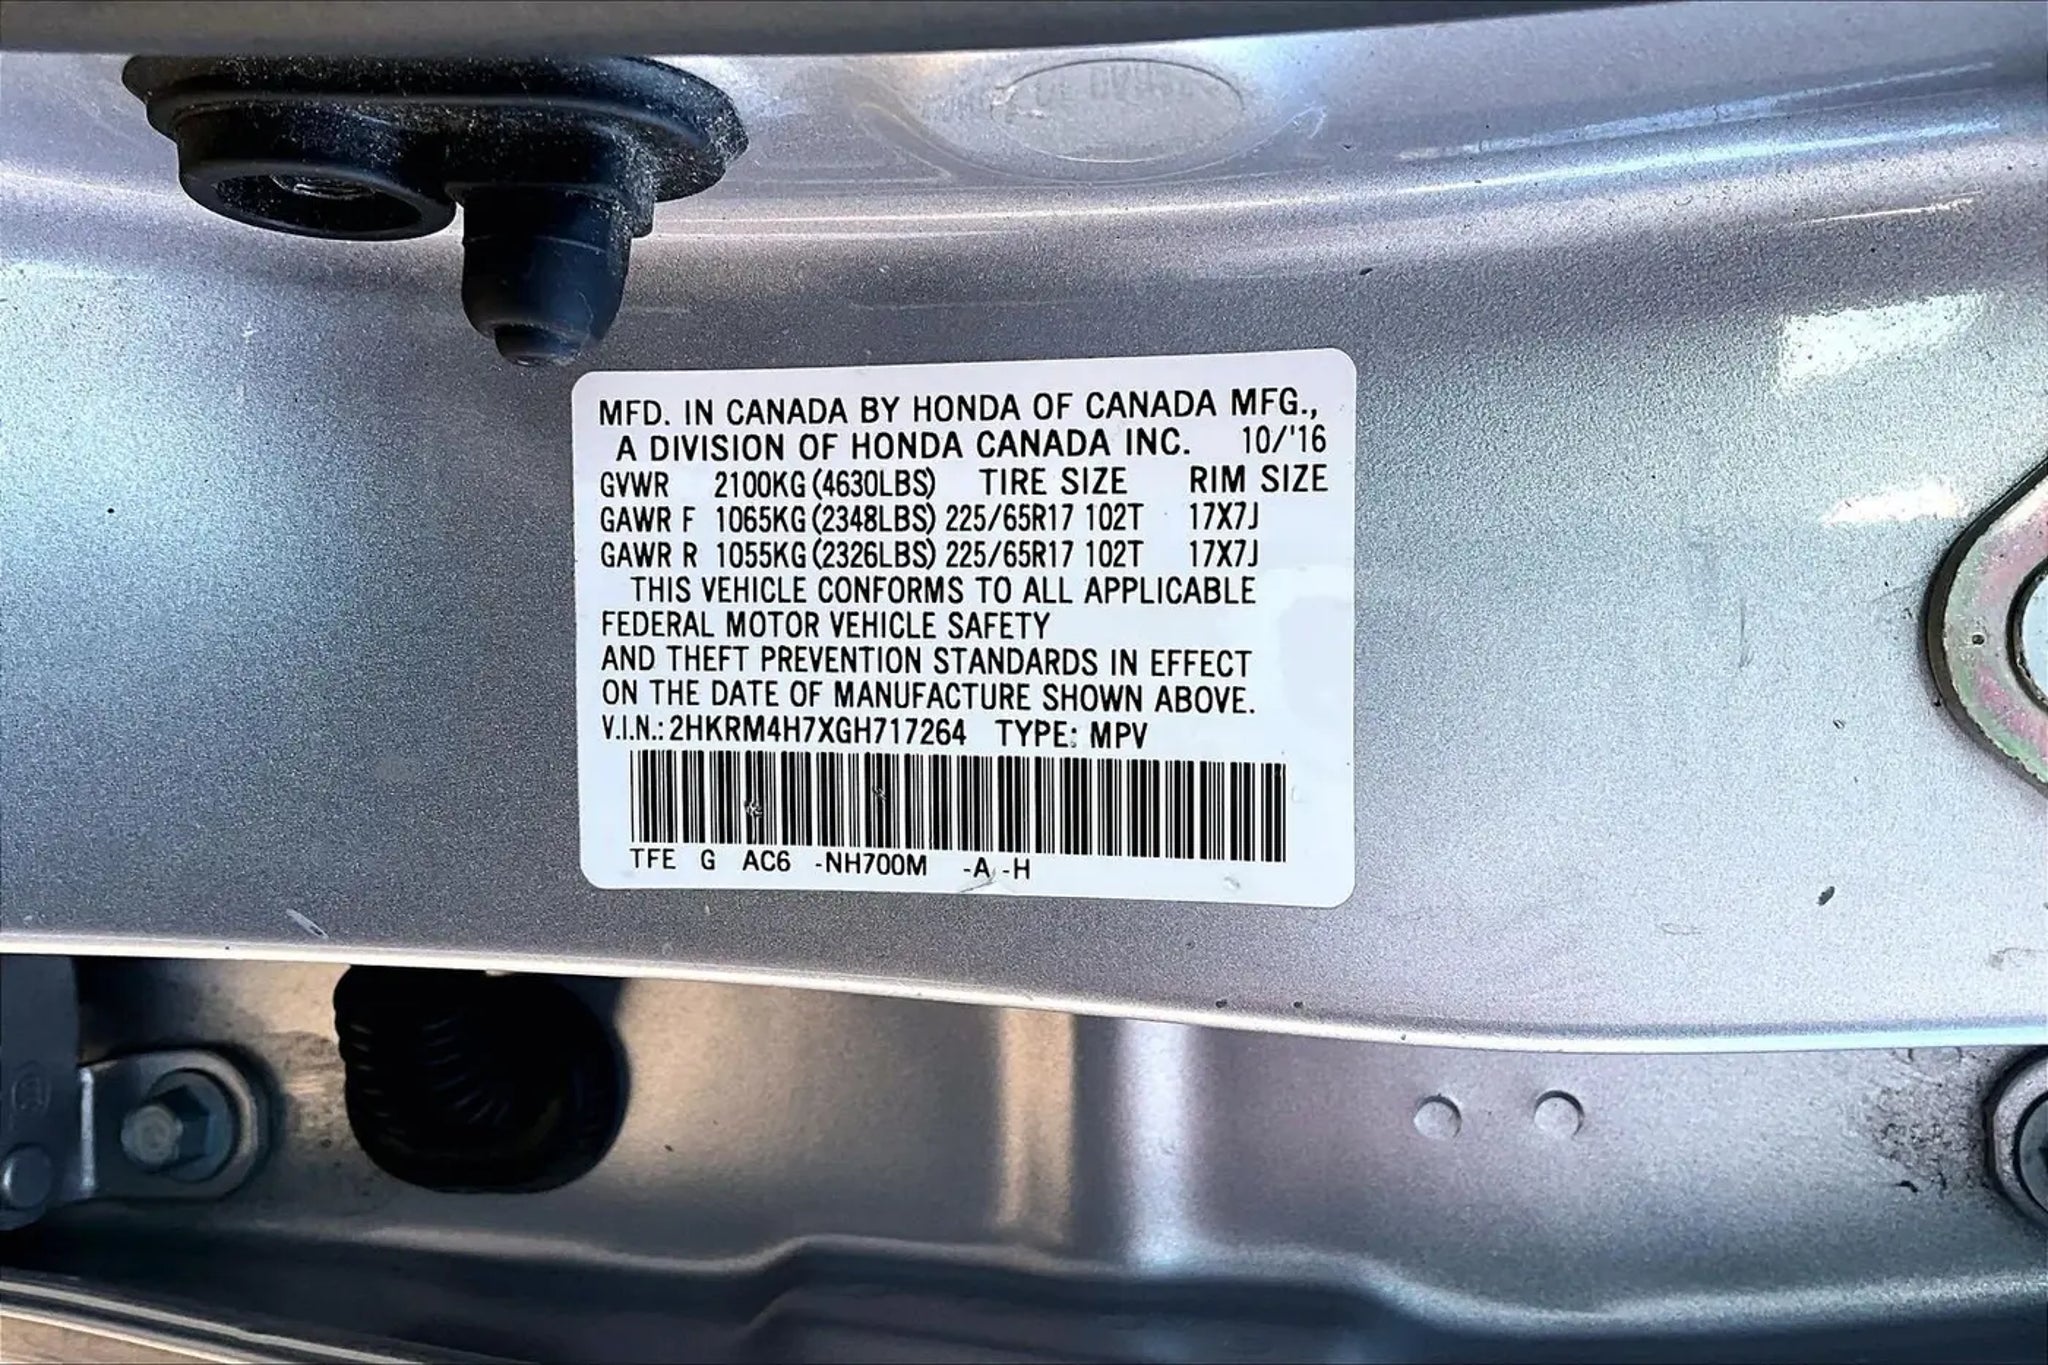 MFD. IN CANADA BY HONDA OF CANADA MFG.,
A DIVISION OF HONDA CANADA INC. 10/'16
GVWR 2100KG (4630LBS) TIRE SIZE RIM SIZE
GAWR F 1065KG (2348LBS) 225/65R17 102T 17X7J
GAWR R 1055KG (2326LBS) 225/65R17 102T 17X7J
THIS VEHICLE CONFORMS TO ALL APPLICABLE
FEDERAL MOTOR VEHICLE SAFETY
AND THEFT PREVENTION STANDARDS IN EFFECT
ON THE DATE OF MANUFACTURE SHOWN ABOVE.
V.I.N.: 2HKRM4H7XGH717264 TYPE: MPV
TFE G AC6 -NH700M -A -H